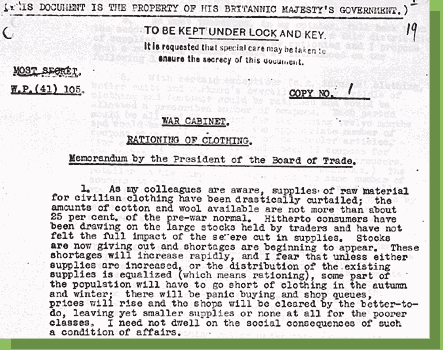 (THIS DOCUMENT IS THE PROPERTY OF HIS BRITANNIC MAJESTY'S GOVERNMENT.)
TO BE KEPT UNDER LOCK AND KEY.
19
It is requested that special care may be taken to
ensure the secrecy of this document.
MOST SECRET.
W.P.(41) 105.
COPY NO. 1
WAR CABINET.
RATIONING OF CLOTHING.
Memorandum by the President of the Board of Trade.
1. As my colleagues are aware, supplies of raw material
for civilian clothing have been drastically curtailed; the
amounts of cotton and wool available are not more than about
25 per cent. of the pre-war normal. Hitherto consumers have
been drawing on the large stocks held by traders and have not
felt the full impact of the severe cut in supplies. Stocks
are now giving out and shortages are beginning to appear. These
shortages will increase rapidly, and I fear that unless either
supplies are increased, or the distribution of the existing
supplies is equalized (which means rationing), some part of
the population will have to go short of clothing in the autumn
and winter; there will be panic buying and shop queues,
prices will rise and the shops will be cleared by the better-to-
do, leaving yet smaller supplies or none at all for the poorer
classes. I need not dwell on the social consequences of such
a condition of affairs.